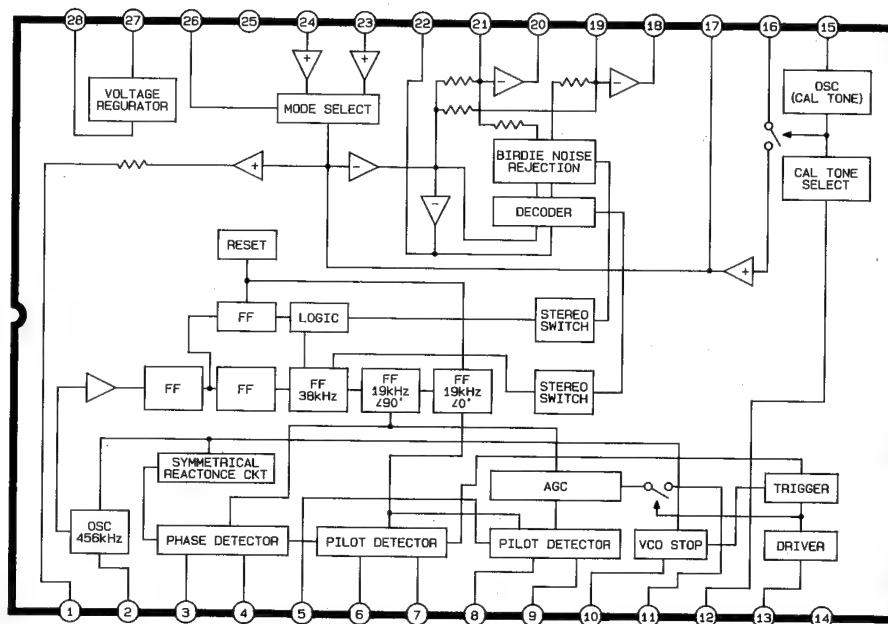 28 27 26 25 24 23 22 21 20 19 18 17 16 15
+ +
VOLTAGE
REGURATOR
MODE SELECT
- -
OSC
(CAL TONE)
+ -
BIRDIE NOISE
REJECTION
CAL TONE
SELECT
-
DECODER
RESET
+
FF
LOGIC
STEREO
SWITCH
FF
FF
FF
38kHz
FF
19kHz
∠90°
FF
19kHz
∠0°
STEREO
SWITCH
SYMMETRICAL
REACTONCE CKT
AGC
TRIGGER
OSC
456kHz
PHASE DETECTOR
PILOT DETECTOR
PILOT DETECTOR
VCO STOP
DRIVER
1 2 3 4 5 6 7 8 9 10 11 12 13 14